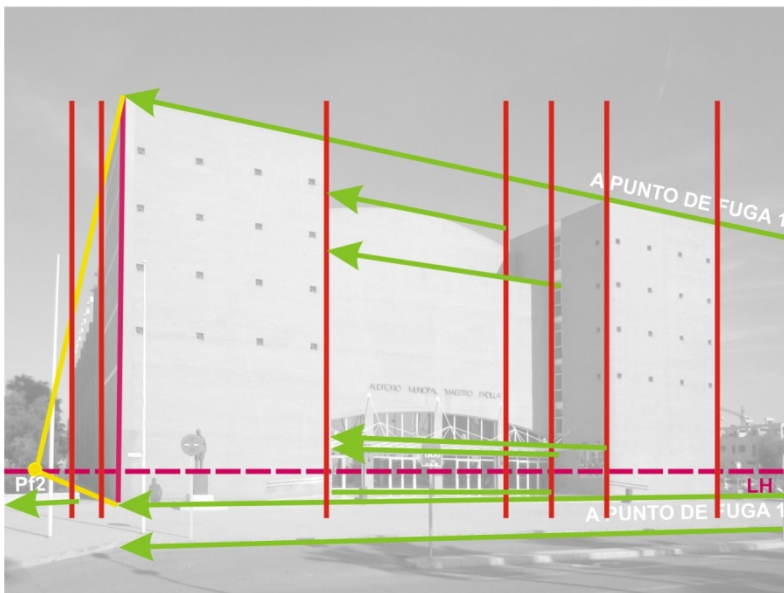 A PUNTO DE FUGA 1
AUDITORIO MUNICIPAL MAESTRO PADILLA
Pf2
LH
A PUNTO DE FUGA 1